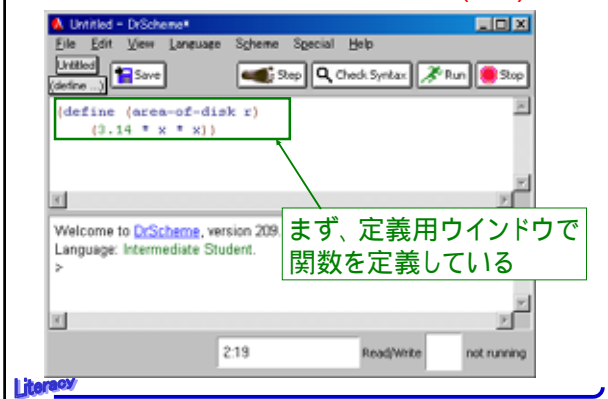 Untitled - DrScheme*
File Edit View Language Scheme Special Help
Untitled
(define ...)
Save
Step
Check Syntax
Run
Stop
(define (area-of-disk r)
(3.14 * x * x))
Welcome to DrScheme, version 209.
Language: Intermediate Student.
>
まず、定義用ウインドウで
関数を定義している
2:19
Read/Write
not running
Literacy